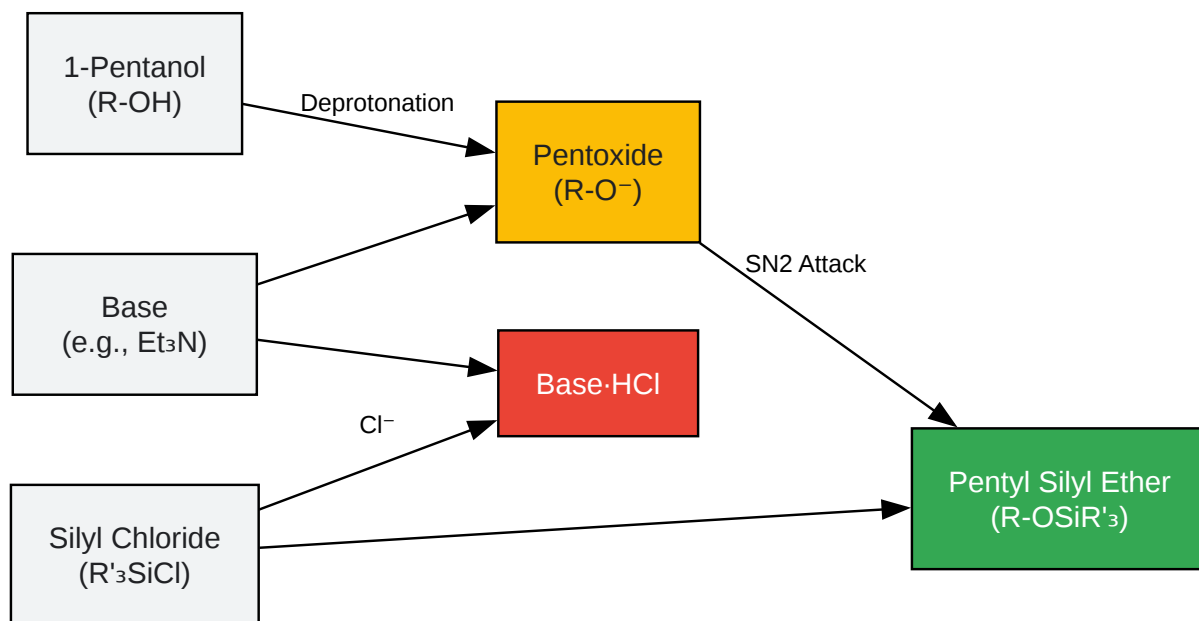 1-Pentanol
(R-OH)
Deprotonation
Pentoxide
(R-O⁻)
Base
(e.g., Et₃N)
SN2 Attack
Base·HCl
Cl⁻
Silyl Chloride
(R'₃SiCl)
Pentyl Silyl Ether
(R-OSiR'₃)